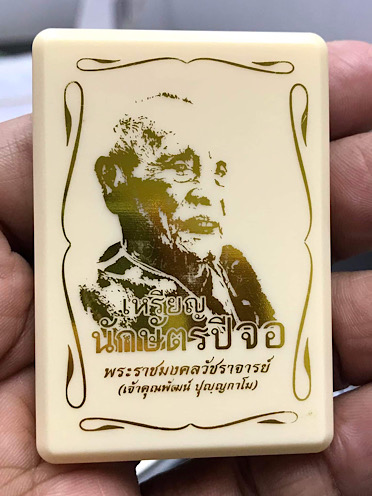 เหรียญ
นักษัตรปีจอ
พระราชมงคลวัชราจารย์
(เจ้าคุณพัฒน์ ปุญฺญกาโม)